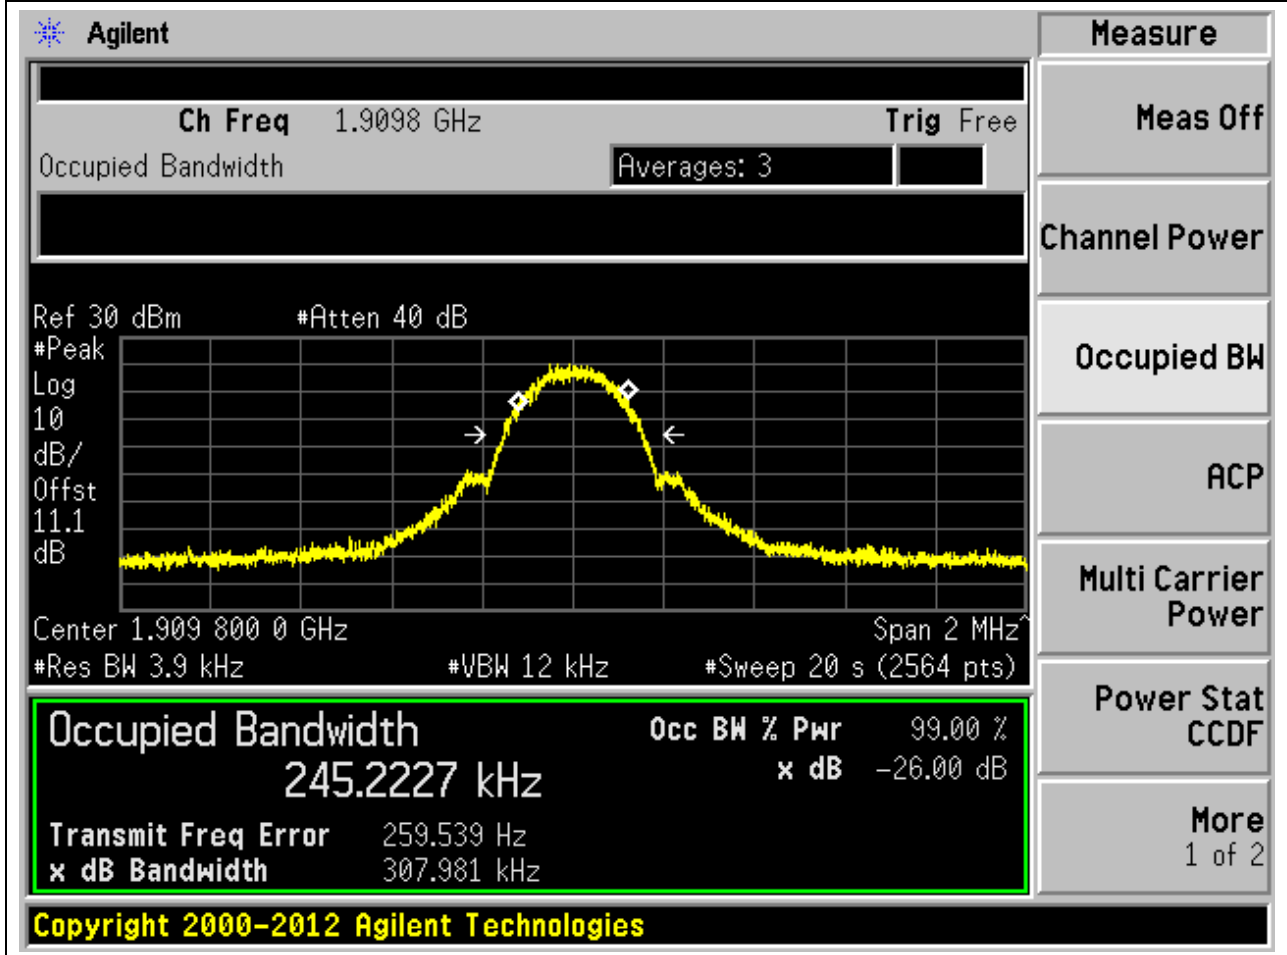 Agilent
Measure
Ch Freq 1.9098 GHz Trig Free
Occupied Bandwidth Averages: 3
Ref 30 dBm #Atten 40 dB
#Peak
Log
10
dB/
Offst
11.1
dB
Center 1.909 800 0 GHz Span 2 MHz^
#Res BW 3.9 kHz #VBW 12 kHz #Sweep 20 s (2564 pts)
Occupied Bandwidth Occ BW % Pwr 99.00 %
245.2227 kHz x dB -26.00 dB
Transmit Freq Error 259.539 Hz
x dB Bandwidth 307.981 kHz
Copyright 2000-2012 Agilent Technologies
Meas Off
Channel Power
Occupied BW
ACP
Multi Carrier
Power
Power Stat
CCDF
More
1 of 2